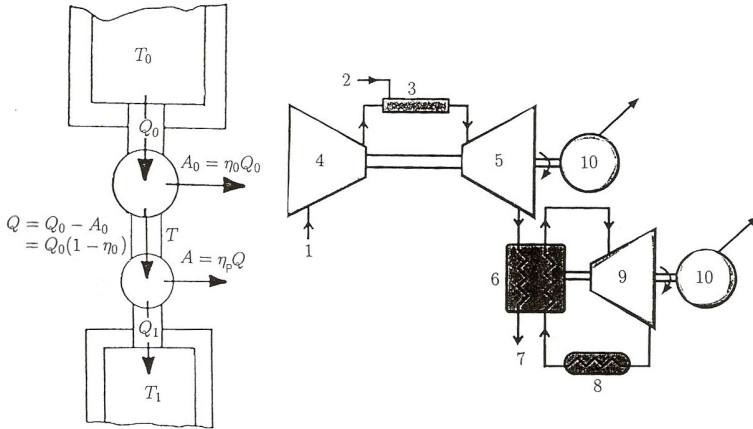 T₀
Q₀
A₀ = η₀Q₀
Q = Q₀ − A₀
= Q₀(1 − η₀)
T
A = ηₚQ
Q₁
T₁
2
3
4
5
10
1
6
9
10
7
8